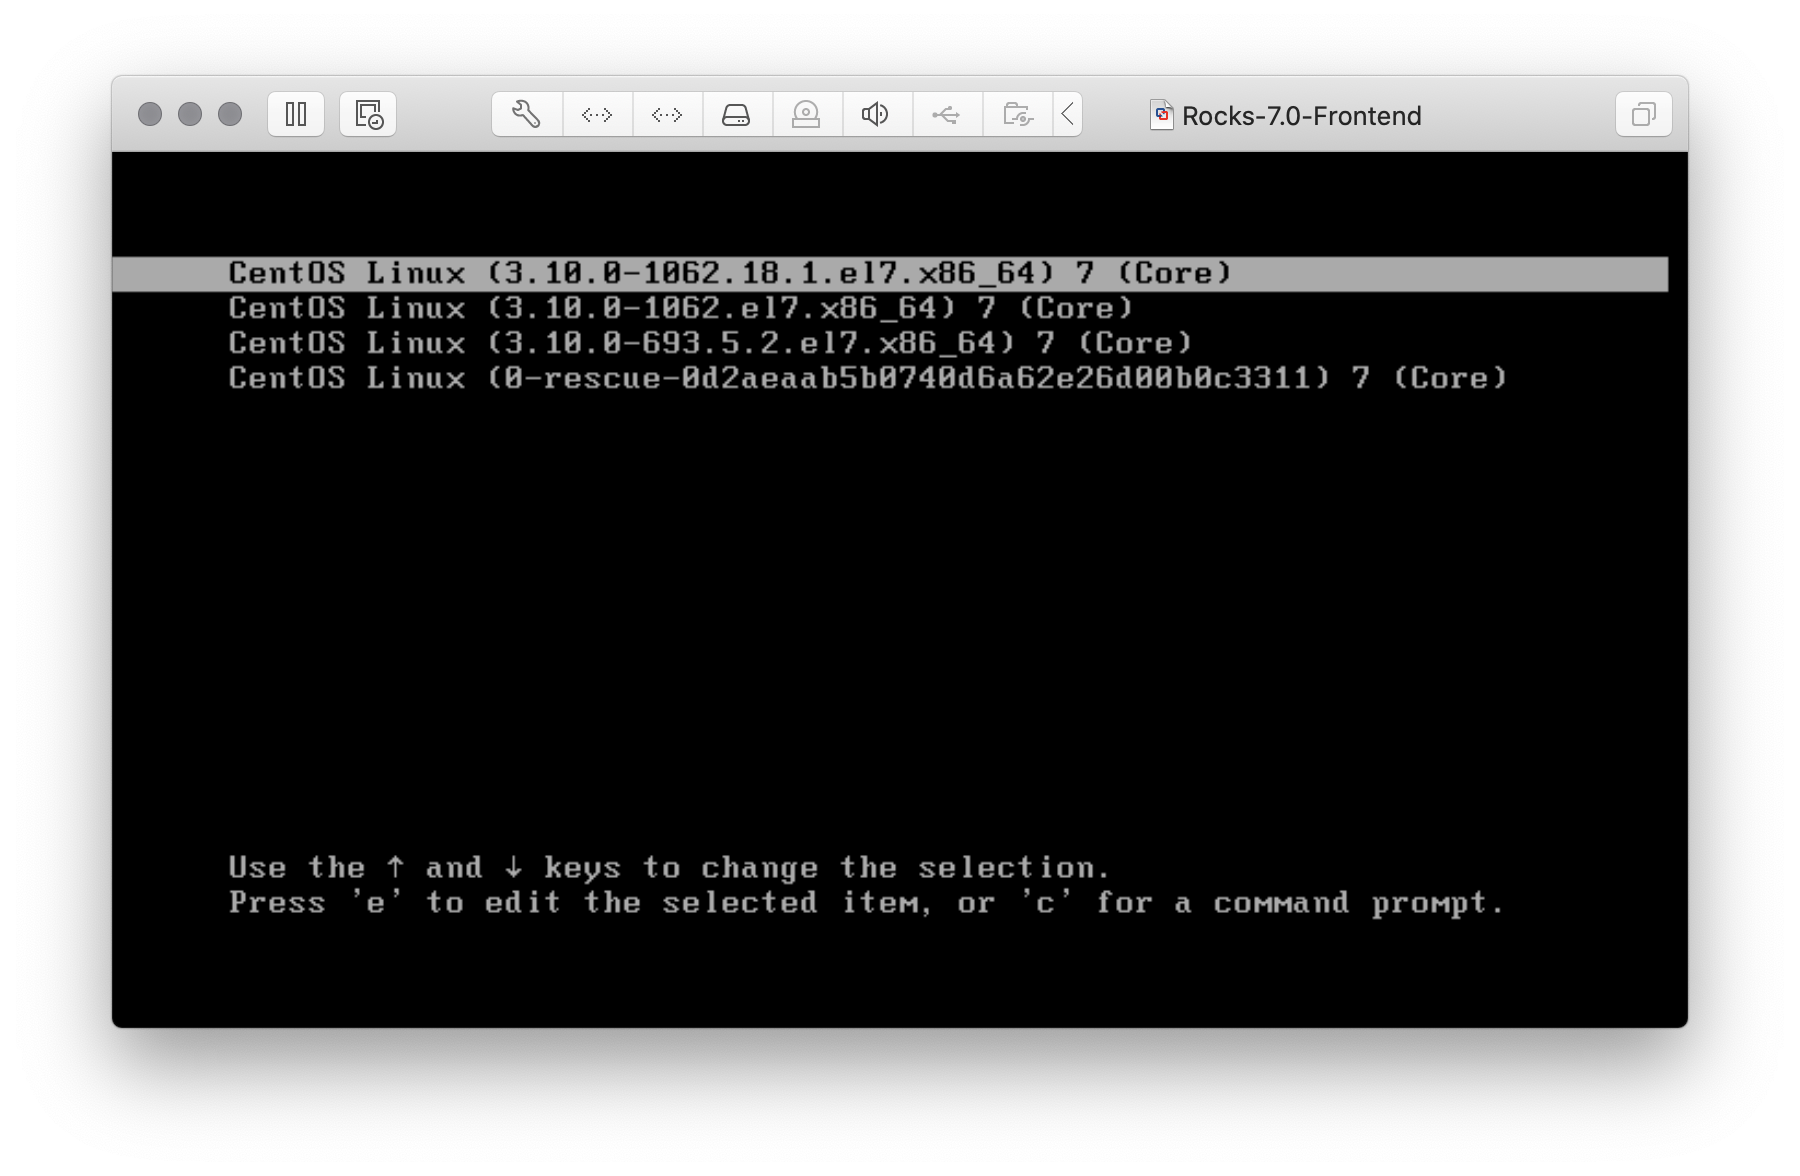 Rocks-7.0-Frontend
CentOS Linux (3.10.0-1062.18.1.el7.x86_64) 7 (Core)
CentOS Linux (3.10.0-1062.el7.x86_64) 7 (Core)
CentOS Linux (3.10.0-693.5.2.el7.x86_64) 7 (Core)
CentOS Linux (0-rescue-0d2aeaab5b0740d6a62e26d00b0c3311) 7 (Core)
Use the ↑ and ↓ keys to change the selection.
Press 'e' to edit the selected item, or 'c' for a command prompt.